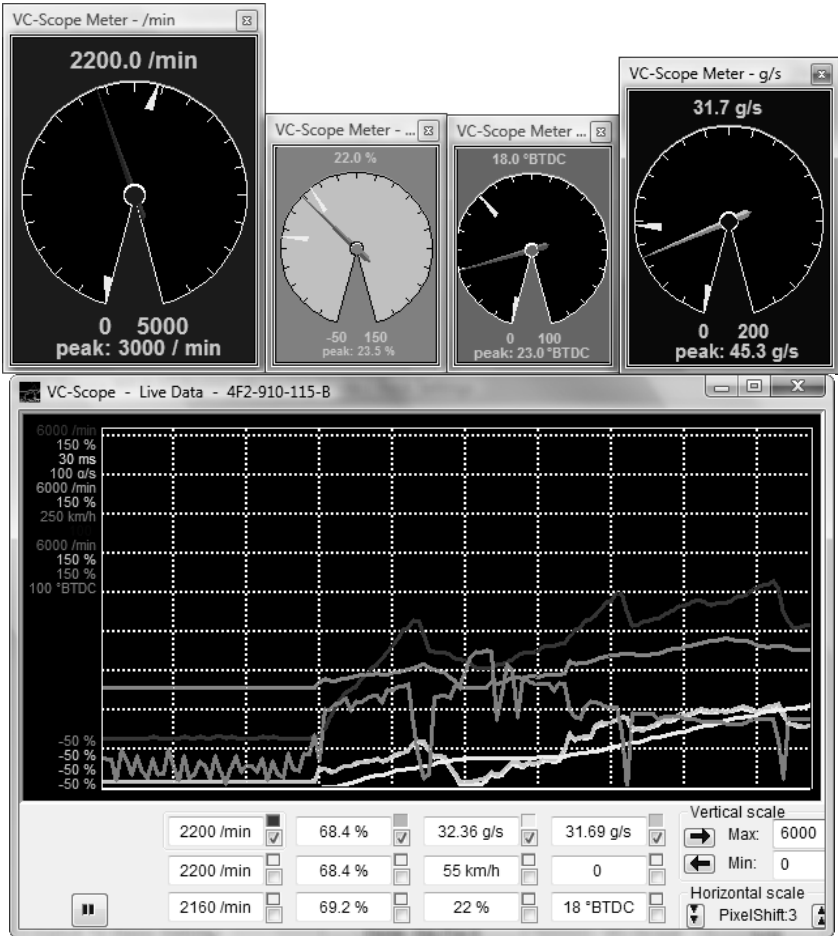 VC-Scope Meter - /min
2200.0 /min
0 5000
peak: 3000 / min
VC-Scope Meter - ...
22.0 %
-50 150
peak: 23.5 %
VC-Scope Meter ...
18.0 °BTDC
0 100
peak: 23.0 °BTDC
VC-Scope Meter - g/s
31.7 g/s
0 200
peak: 45.3 g/s
VC-Scope - Live Data - 4F2-910-115-B
6000 /min
150 %
30 ms
100 g/s
6000 /min
150 %
250 km/h
6000 /min
150 %
150 %
100 °BTDC
-50 %
-50 %
-50 %
-50 %
2200 /min 68.4 % 32.36 g/s 31.69 g/s
2200 /min 68.4 % 55 km/h 0
2160 /min 69.2 % 22 % 18 °BTDC
Vertical scale
Max: 6000
Min: 0
Horizontal scale
PixelShift:3